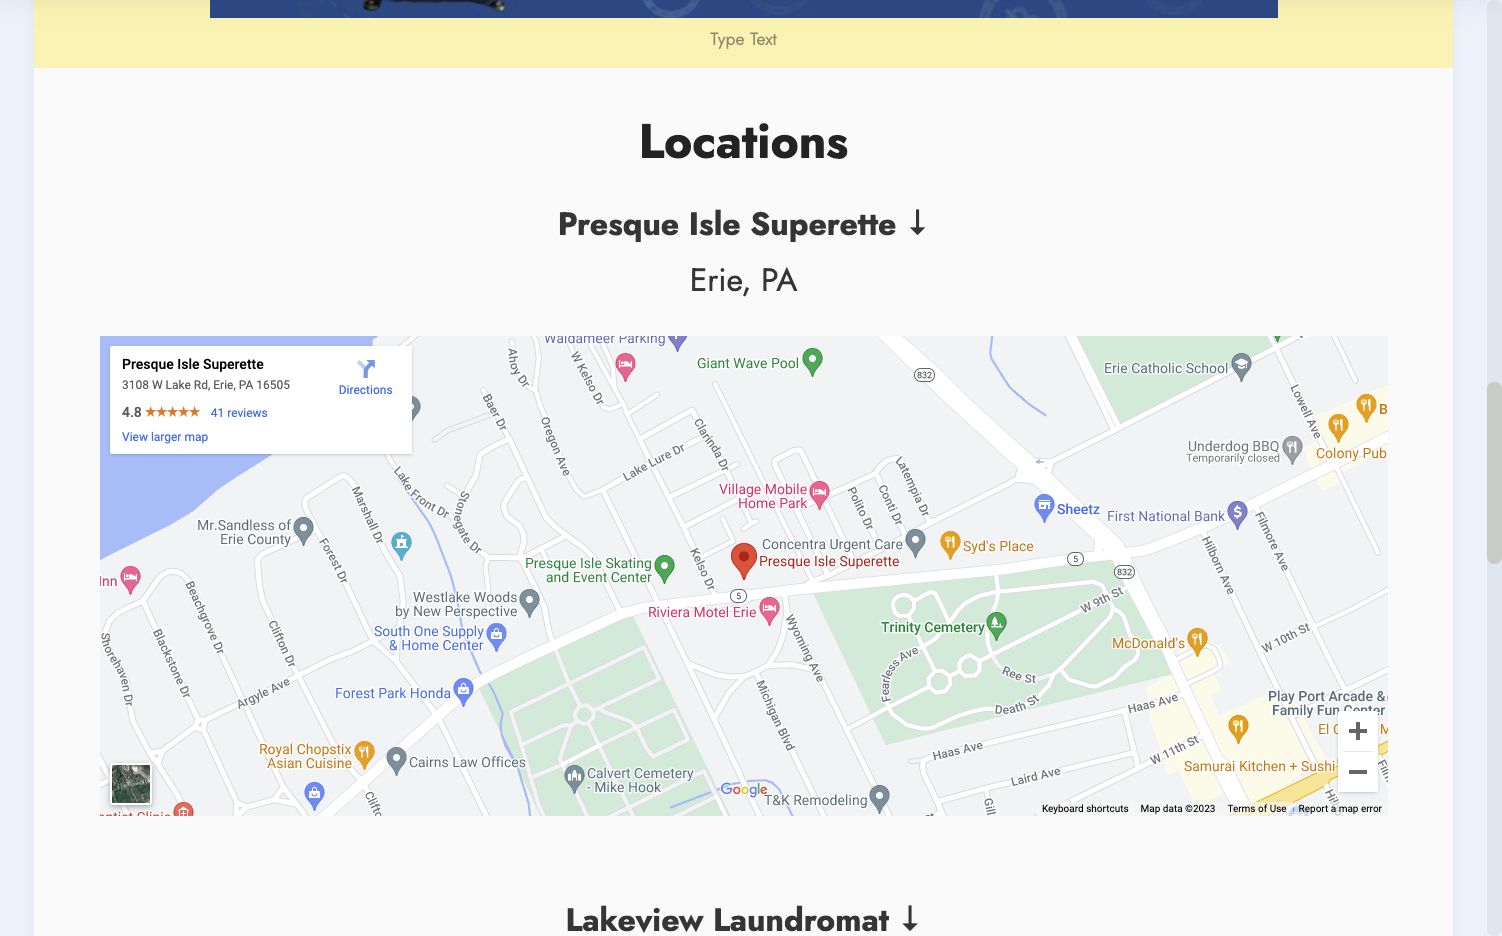 Type Text
Locations
Presque Isle Superette ↓
Erie, PA
Presque Isle Superette
3108 W Lake Rd, Erie, PA 16505
4.8 ★★★★★ 41 reviews
View larger map
Directions
Waldameer Parking
Giant Wave Pool
832
Erie Catholic School
Ahoy Dr
W Kelso Dr
Baer Dr
Oregon Ave
Clarinda Dr
Lake Lure Dr
Lowell Ave
B
Colony Pub
Underdog BBQ
Temporarily closed
Lake Front Dr
Stonegate Dr
Marshall Dr
Village Mobile
Home Park
Polito Dr
Conti Dr
Latempia Dr
Sheetz
First National Bank
Filmore Ave
Hilborn Ave
Mr.Sandless of
Erie County
Forest Dr
Concentra Urgent Care
Syd's Place
Presque Isle Superette
Presque Isle Skating
and Event Center
Kelso Dr
5
832
5
Inn
Westlake Woods
by New Perspective
Riviera Motel Erie
W 9th St
South One Supply
& Home Center
Beachgrove Dr
Blackstone Dr
Shorehaven Dr
Clifton Dr
Wyoming Ave
Trinity Cemetery
McDonald's
W 10th St
Fearless Ave
Ree St
Death St
Argyle Ave
Forest Park Honda
Michigan Blvd
Haas Ave
Play Port Arcade &
Family Fun Center
El C
M
Royal Chopstix
Asian Cuisine
Cairns Law Offices
Calvert Cemetery
- Mike Hook
Haas Ave
W 11th St
Laird Ave
Samurai Kitchen + Sushi
Google
T&K Remodeling
Gill
Clift
Keyboard shortcuts Map data ©2023 Terms of Use Report a map error
Lakeview Laundromat ↓